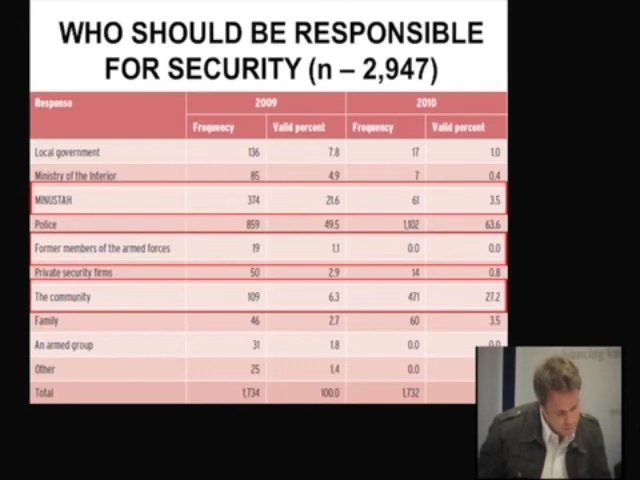 WHO SHOULD BE RESPONSIBLE
FOR SECURITY (n – 2,947)
Response 2009 2010
Frequency Valid percent Frequency Valid percent
Local government 136 7.8 17 1.0
Ministry of the Interior 85 4.9 7 0.4
MINUSTAH 374 21.6 61 3.5
Police 859 49.5 1,102 63.6
Former members of the armed forces 19 1.1 0.0 0.0
Private security firms 50 2.9 14 0.8
The community 109 6.3 471 27.2
Family 46 2.7 60 3.5
An armed group 31 1.8 0.0 0.0
Other 25 1.4 0.0
Total 1,734 100.0 1,732